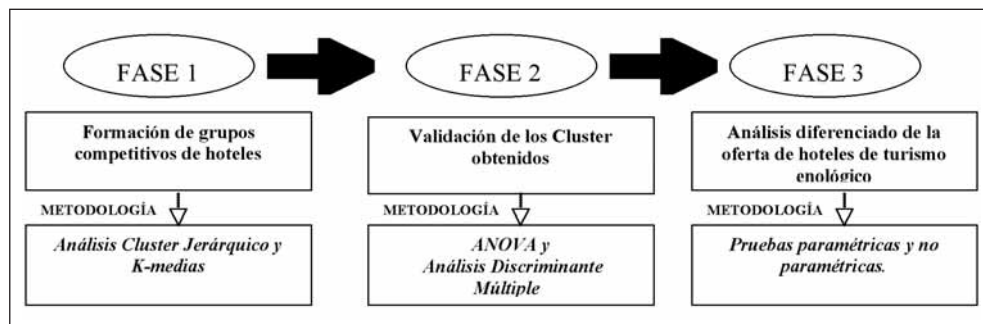 FASE 1
FASE 2
FASE 3
Formación de grupos
competitivos de hoteles
Validación de los Cluster
obtenidos
Análisis diferenciado de la
oferta de hoteles de turismo
enológico
METODOLOGÍA
METODOLOGÍA
METODOLOGÍA
Análisis Cluster Jerárquico y
K-medias
ANOVA y
Análisis Discriminante
Múltiple
Pruebas paramétricas y no
paramétricas.